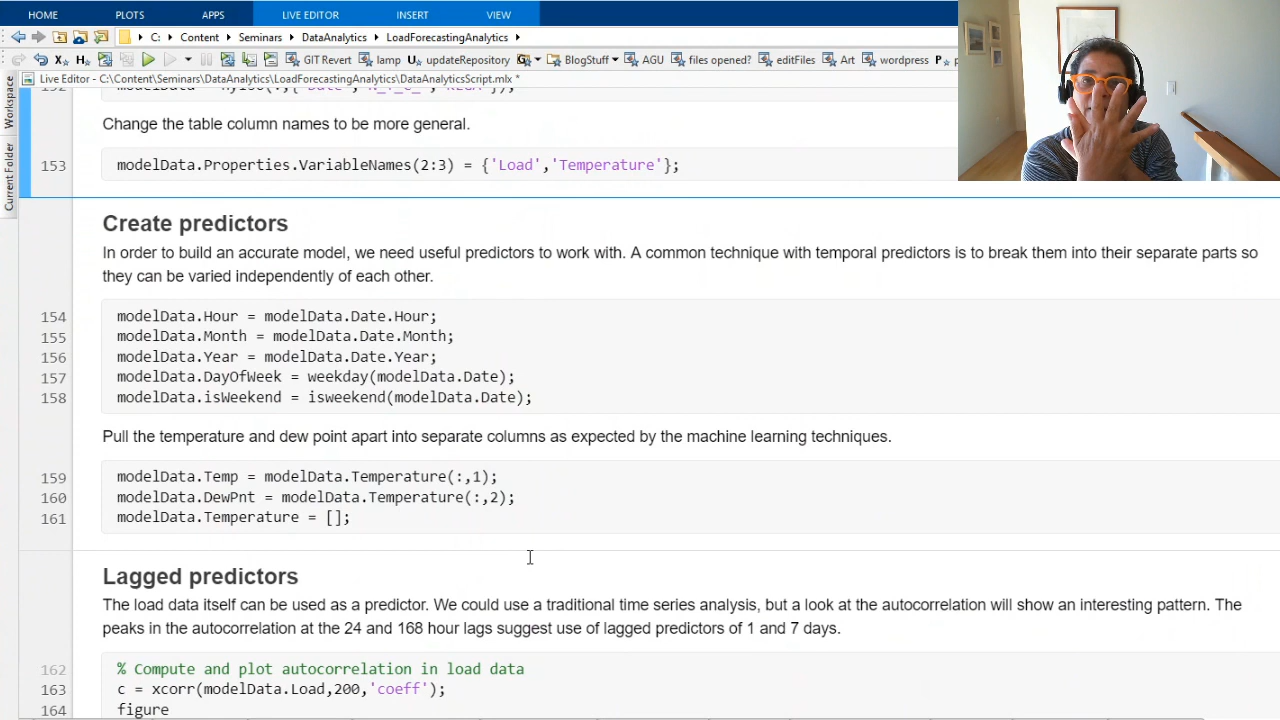 HOME PLOTS APPS LIVE EDITOR INSERT VIEW
C: Content Seminars DataAnalytics LoadForecastingAnalytics
GIT Revert lamp updateRepository BlogStuff AGU files opened? editFiles Art wordpress
Live Editor - C:\Content\Seminars\DataAnalytics\LoadForecastingAnalytics\DataAnalyticsScript.mlx *
Workspace
Current Folder
Change the table column names to be more general.
153 modelData.Properties.VariableNames(2:3) = {'Load','Temperature'};
Create predictors
In order to build an accurate model, we need useful predictors to work with. A common technique with temporal predictors is to break them into their separate parts so
they can be varied independently of each other.
154 modelData.Hour = modelData.Date.Hour;
155 modelData.Month = modelData.Date.Month;
156 modelData.Year = modelData.Date.Year;
157 modelData.DayOfWeek = weekday(modelData.Date);
158 modelData.isWeekend = isweekend(modelData.Date);
Pull the temperature and dew point apart into separate columns as expected by the machine learning techniques.
159 modelData.Temp = modelData.Temperature(:,1);
160 modelData.DewPnt = modelData.Temperature(:,2);
161 modelData.Temperature = [];
Lagged predictors
The load data itself can be used as a predictor. We could use a traditional time series analysis, but a look at the autocorrelation will show an interesting pattern. The
peaks in the autocorrelation at the 24 and 168 hour lags suggest use of lagged predictors of 1 and 7 days.
162 % Compute and plot autocorrelation in load data
163 c = xcorr(modelData.Load,200,'coeff');
164 figure